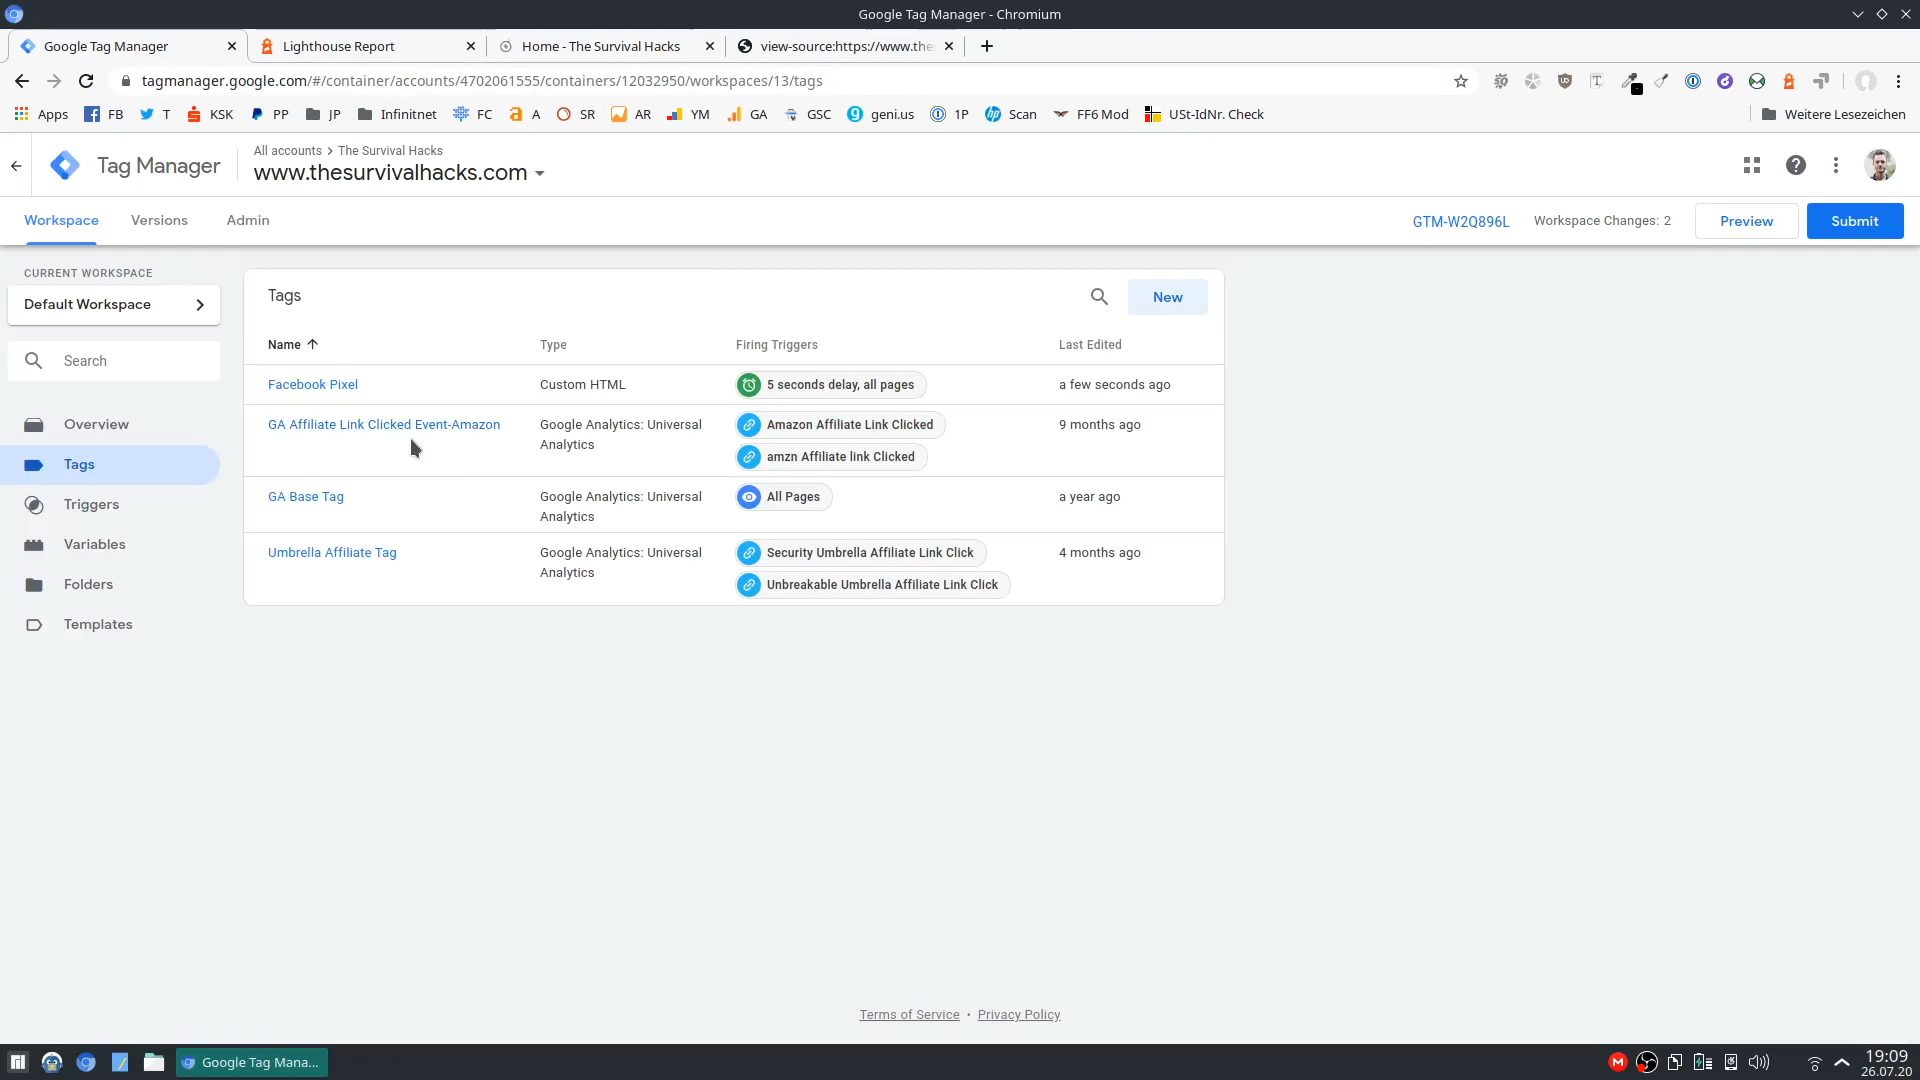 Google Tag Manager - Chromium
Google Tag Manager
Lighthouse Report
Home - The Survival Hacks
view-source:https://www.the
tagmanager.google.com/#/container/accounts/4702061555/containers/12032950/workspaces/13/tags
Apps FB T KSK PP JP Infinitnet FC A SR AR YM GA GSC geni.us 1P Scan FF6 Mod USt-IdNr. Check Weitere Lesezeichen
Tag Manager
All accounts > The Survival Hacks
www.thesurvivalhacks.com
Workspace Versions Admin
GTM-W2Q896L Workspace Changes: 2 Preview Submit
CURRENT WORKSPACE
Default Workspace
Search
Overview
Tags
Triggers
Variables
Folders
Templates
Tags
New
Name Type Firing Triggers Last Edited
Facebook Pixel Custom HTML 5 seconds delay, all pages a few seconds ago
GA Affiliate Link Clicked Event-Amazon Google Analytics: Universal Amazon Affiliate Link Clicked 9 months ago
Analytics amzn Affiliate link Clicked
GA Base Tag Google Analytics: Universal All Pages a year ago
Analytics
Umbrella Affiliate Tag Google Analytics: Universal Security Umbrella Affiliate Link Click 4 months ago
Analytics Unbreakable Umbrella Affiliate Link Click
Terms of Service • Privacy Policy
Google Tag Mana...
19:09
26.07.20